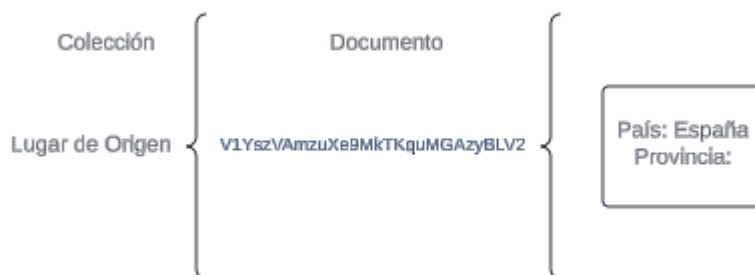 Colección
Documento
Lugar de Origen
V1YszVAmzuXe9MkTKquMGAzyBLV2
País: España
Provincia: